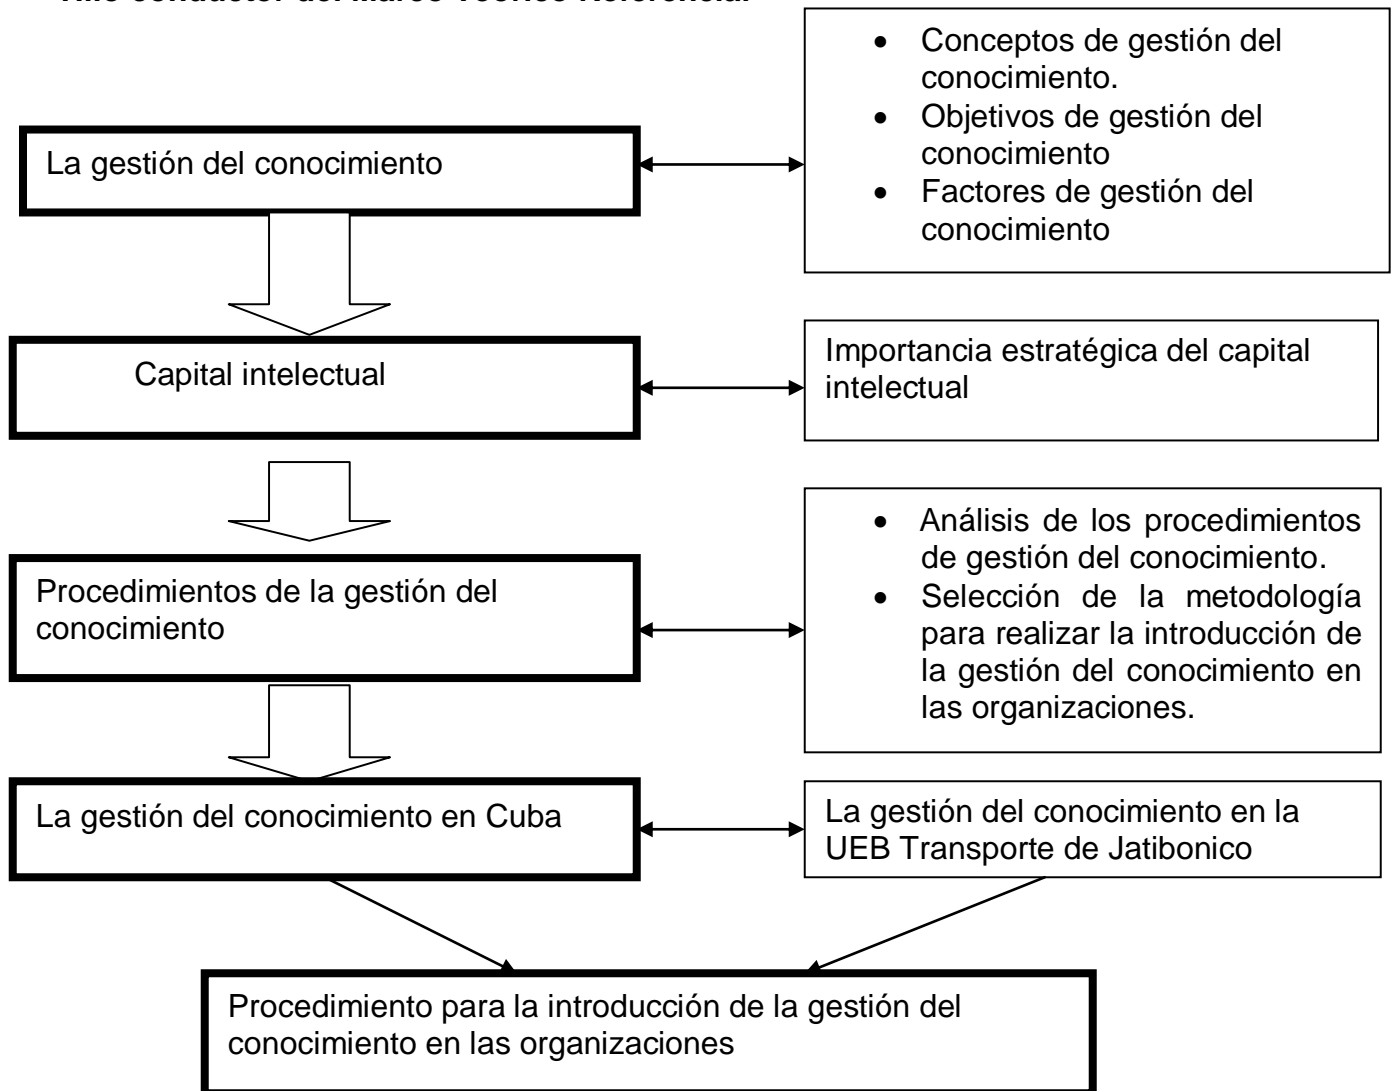 La gestión del conocimiento
• Conceptos de gestión del
conocimiento.
• Objetivos de gestión del
conocimiento
• Factores de gestión del
conocimiento
Capital intelectual
Importancia estratégica del capital
intelectual
Procedimientos de la gestión del
conocimiento
• Análisis de los procedimientos
de gestión del conocimiento.
• Selección de la metodología
para realizar la introducción de
la gestión del conocimiento en
las organizaciones.
La gestión del conocimiento en Cuba
La gestión del conocimiento en la
UEB Transporte de Jatibonico
Procedimiento para la introducción de la gestión del
conocimiento en las organizaciones